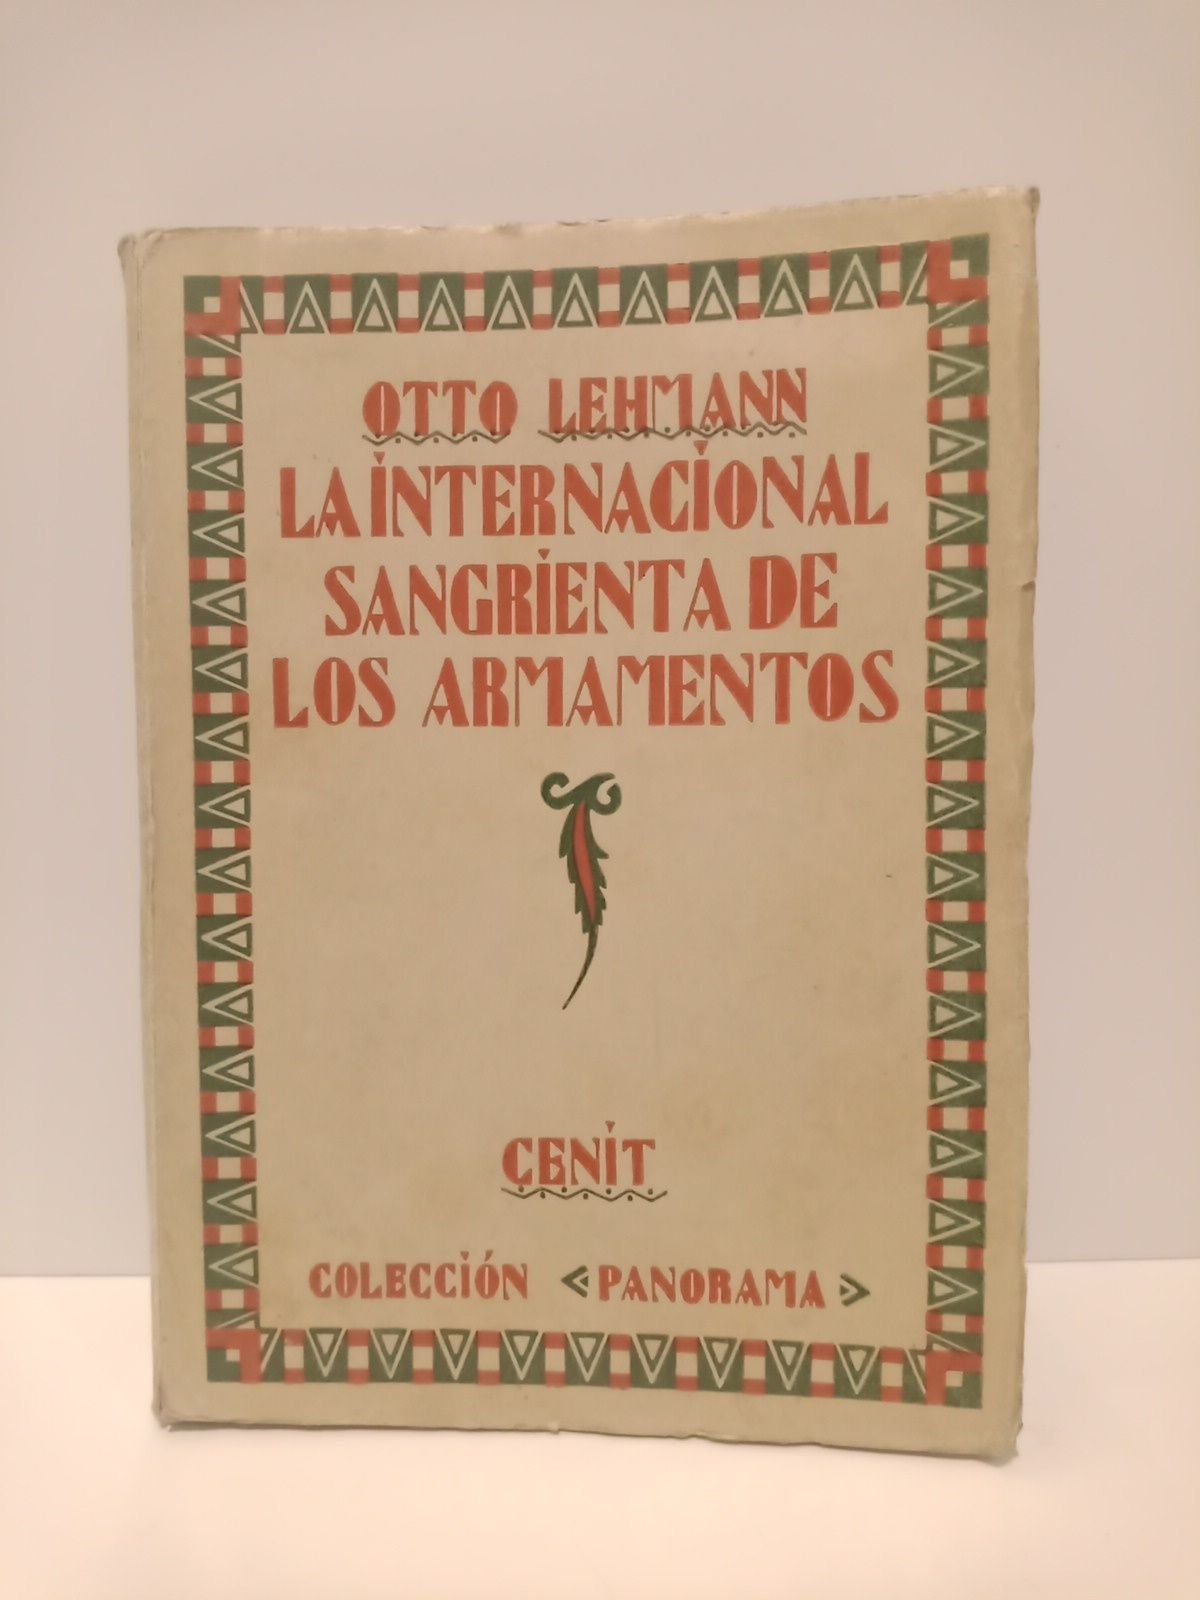 OTTO LEHMANN
LA INTERNACIONAL
SANGRIENTA DE
LOS ARMAMENTOS
CENIT
COLECCIÓN < PANORAMA >